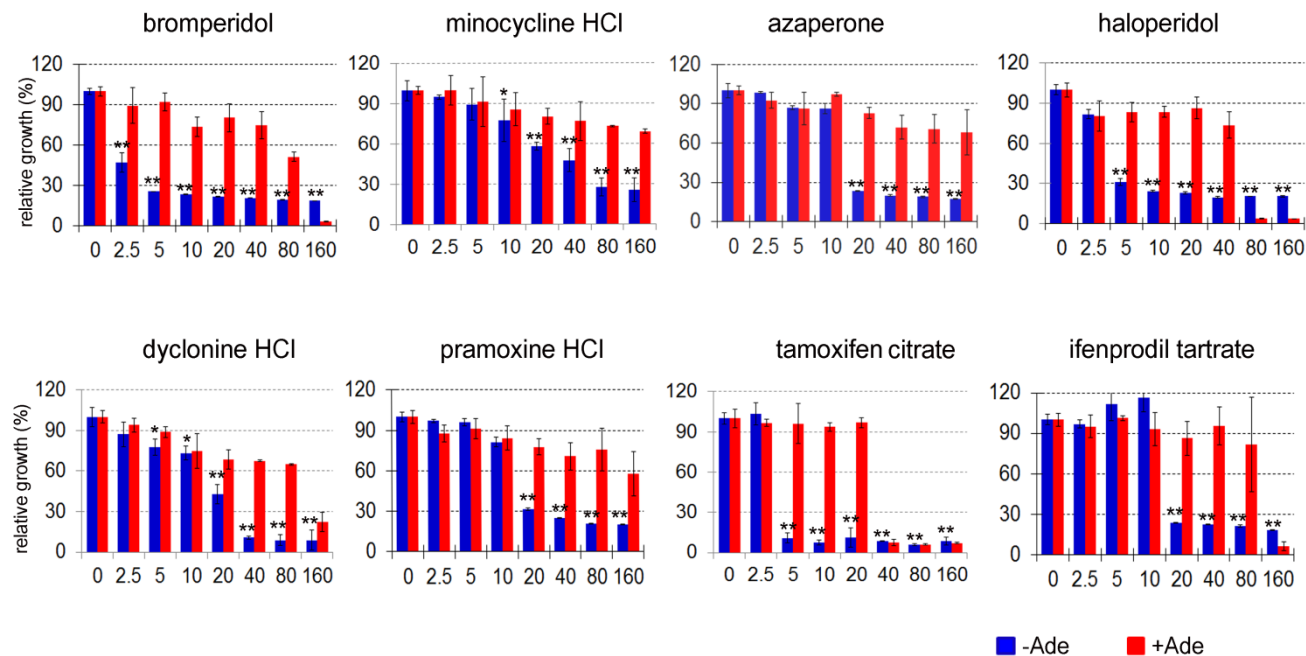 bromperidol minocycline HCl azaperone haloperidol
relative growth (%)
120 120 120 120
90 90 90 90
60 60 60 60
30 30 30 30
0 0 0 0
** ** ** ** ** ** **
* ** ** ** **
** ** ** **
** ** ** ** ** **
0 2.5 5 10 20 40 80 160 0 2.5 5 10 20 40 80 160 0 2.5 5 10 20 40 80 160 0 2.5 5 10 20 40 80 160
dyclonine HCl pramoxine HCl tamoxifen citrate ifenprodil tartrate
relative growth (%)
120 120 120 120
90 90 90 90
60 60 60 60
30 30 30 30
0 0 0 0
* * ** ** ** **
** ** ** **
** ** ** ** ** **
** ** ** **
0 2.5 5 10 20 40 80 160 0 2.5 5 10 20 40 80 160 0 2.5 5 10 20 40 80 160 0 2.5 5 10 20 40 80 160
-Ade +Ade